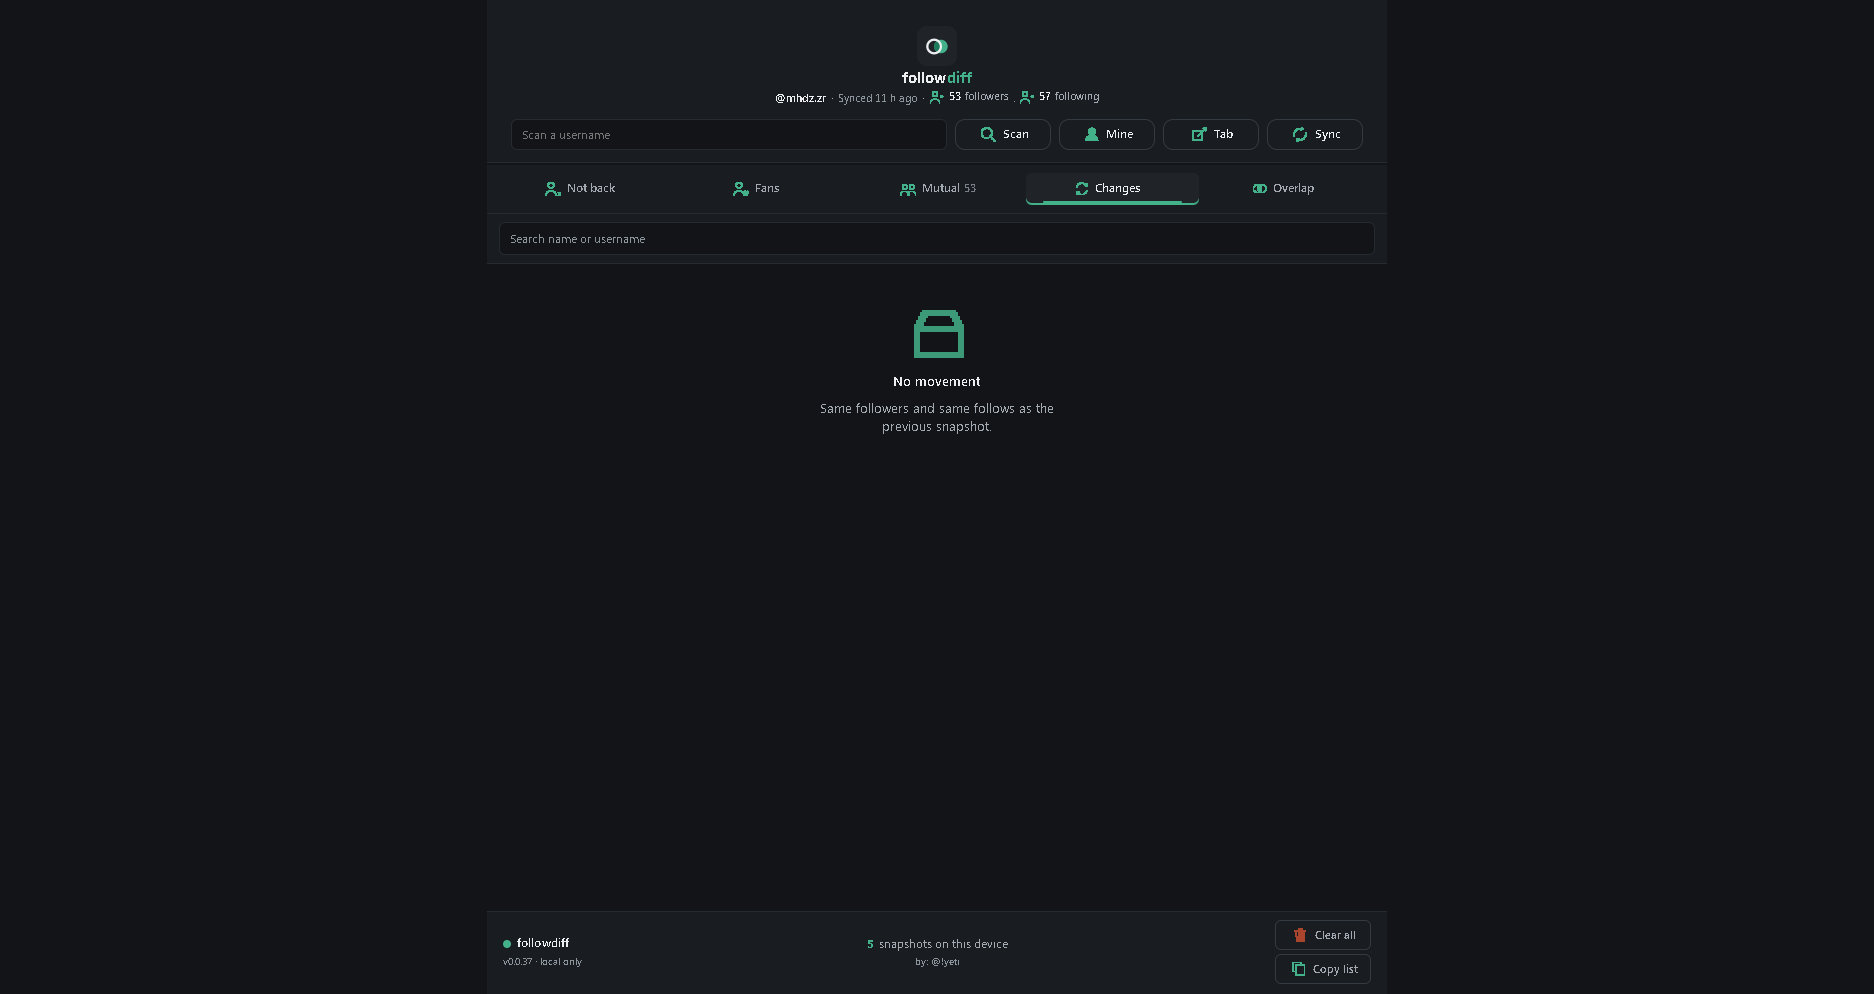 followdiff
@mhdz.zr · Synced 11 h ago · 53 followers · 57 following
Scan a username
Scan
Mine
Tab
Sync
Not back
Fans
Mutual 53
Changes
Overlap
Search name or username
No movement
Same followers and same follows as the
previous snapshot.
followdiff
v0.0.37 · local only
5 snapshots on this device
by:
Clear all
Copy list